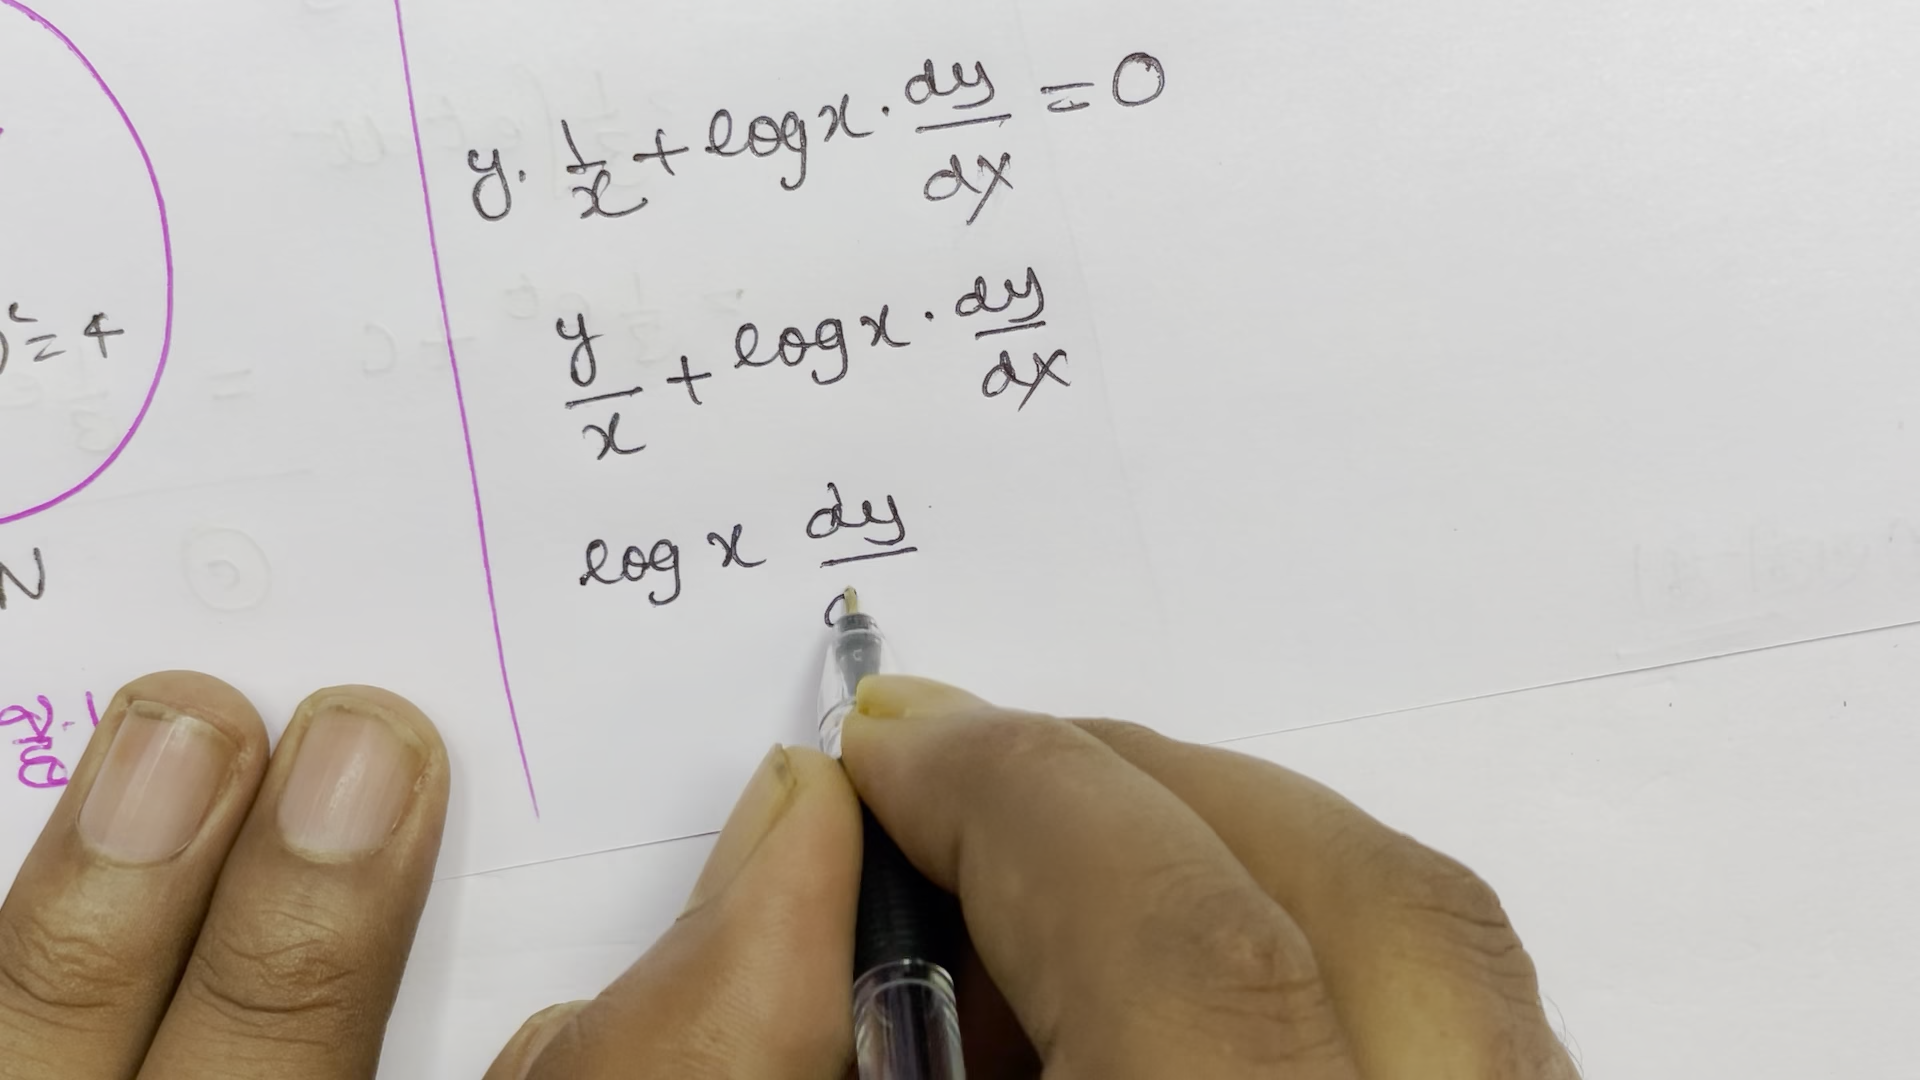 y. 1/x + log x . dy/dx = 0
y/x + log x . dy/dx
log x dy/
= 4
N